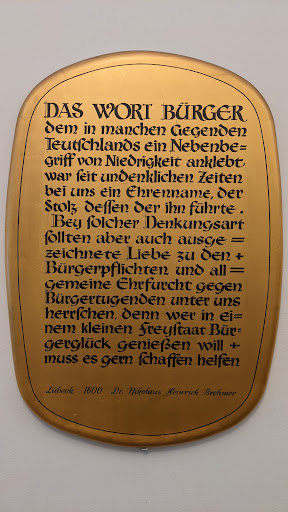 DAS WORT BÜRGER
dem in manchen Gegenden
Teutschlands ein Nebenbe-
griff von Niedrigkeit anklebt,
war seit undenklichen Zeiten
bei uns ein Ehrenname, der
Stolz dessen der ihn führte.
Bey solcher Denkungsart
sollten aber auch ausge=
zeichnete Liebe zu den +
Bürgerpflichten und all=
gemeine Ehrfurcht gegen
Bürgertugenden unter uns
herrschen, denn wer in ei=
nem kleinen Freystaat Bür-
gerglück genießen will +
muss es gern schaffen helfen
Lübeck 1800 Dr. Nikolaus Heinrich Brehmer